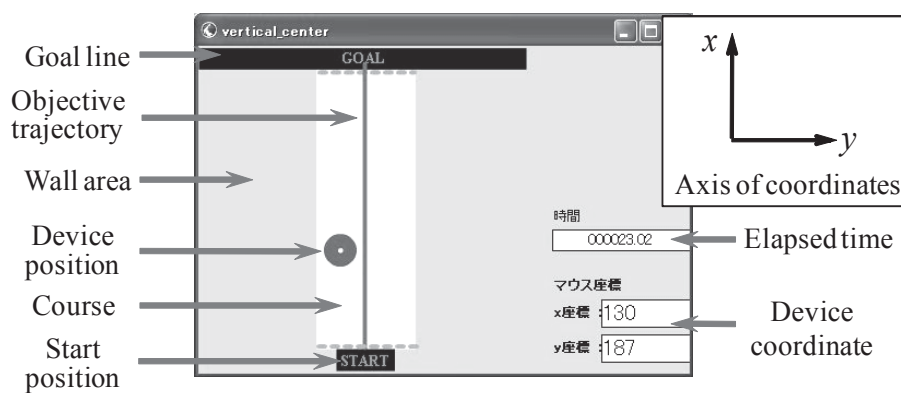 vertical_center
Goal line
GOAL
Objective
trajectory
Wall area
Device
position
Course
Start
position
START
x
y
Axis of coordinates
時間
000023.02
Elapsed time
マウス座標
x座標 :130
y座標 :187
Device
coordinate